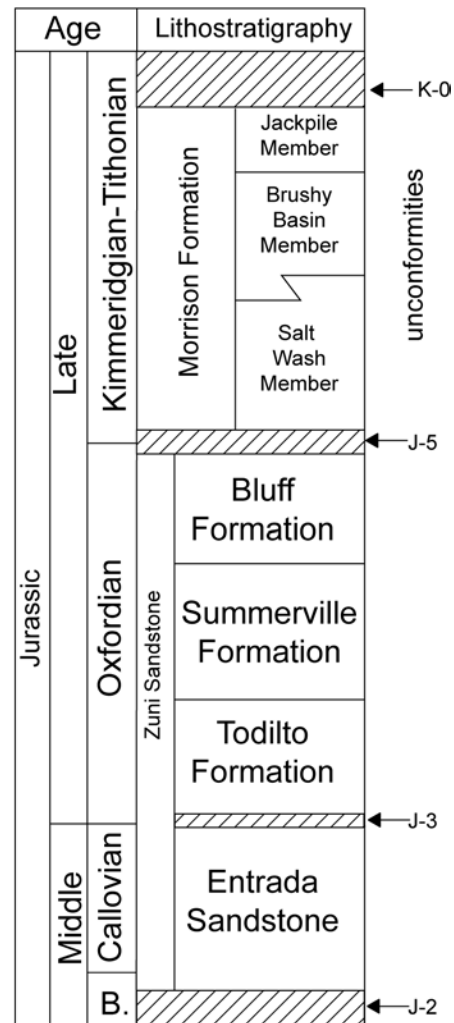 Age
Lithostratigraphy
Jurassic
Late
Middle
Kimmeridgian-Tithonian
Oxfordian
Callovian
B.
Morrison Formation
Jackpile
Member
Brushy
Basin
Member
Salt
Wash
Member
Zuni Sandstone
Bluff
Formation
Summerville
Formation
Todilto
Formation
Entrada
Sandstone
K-0
unconformities
J-5
J-3
J-2